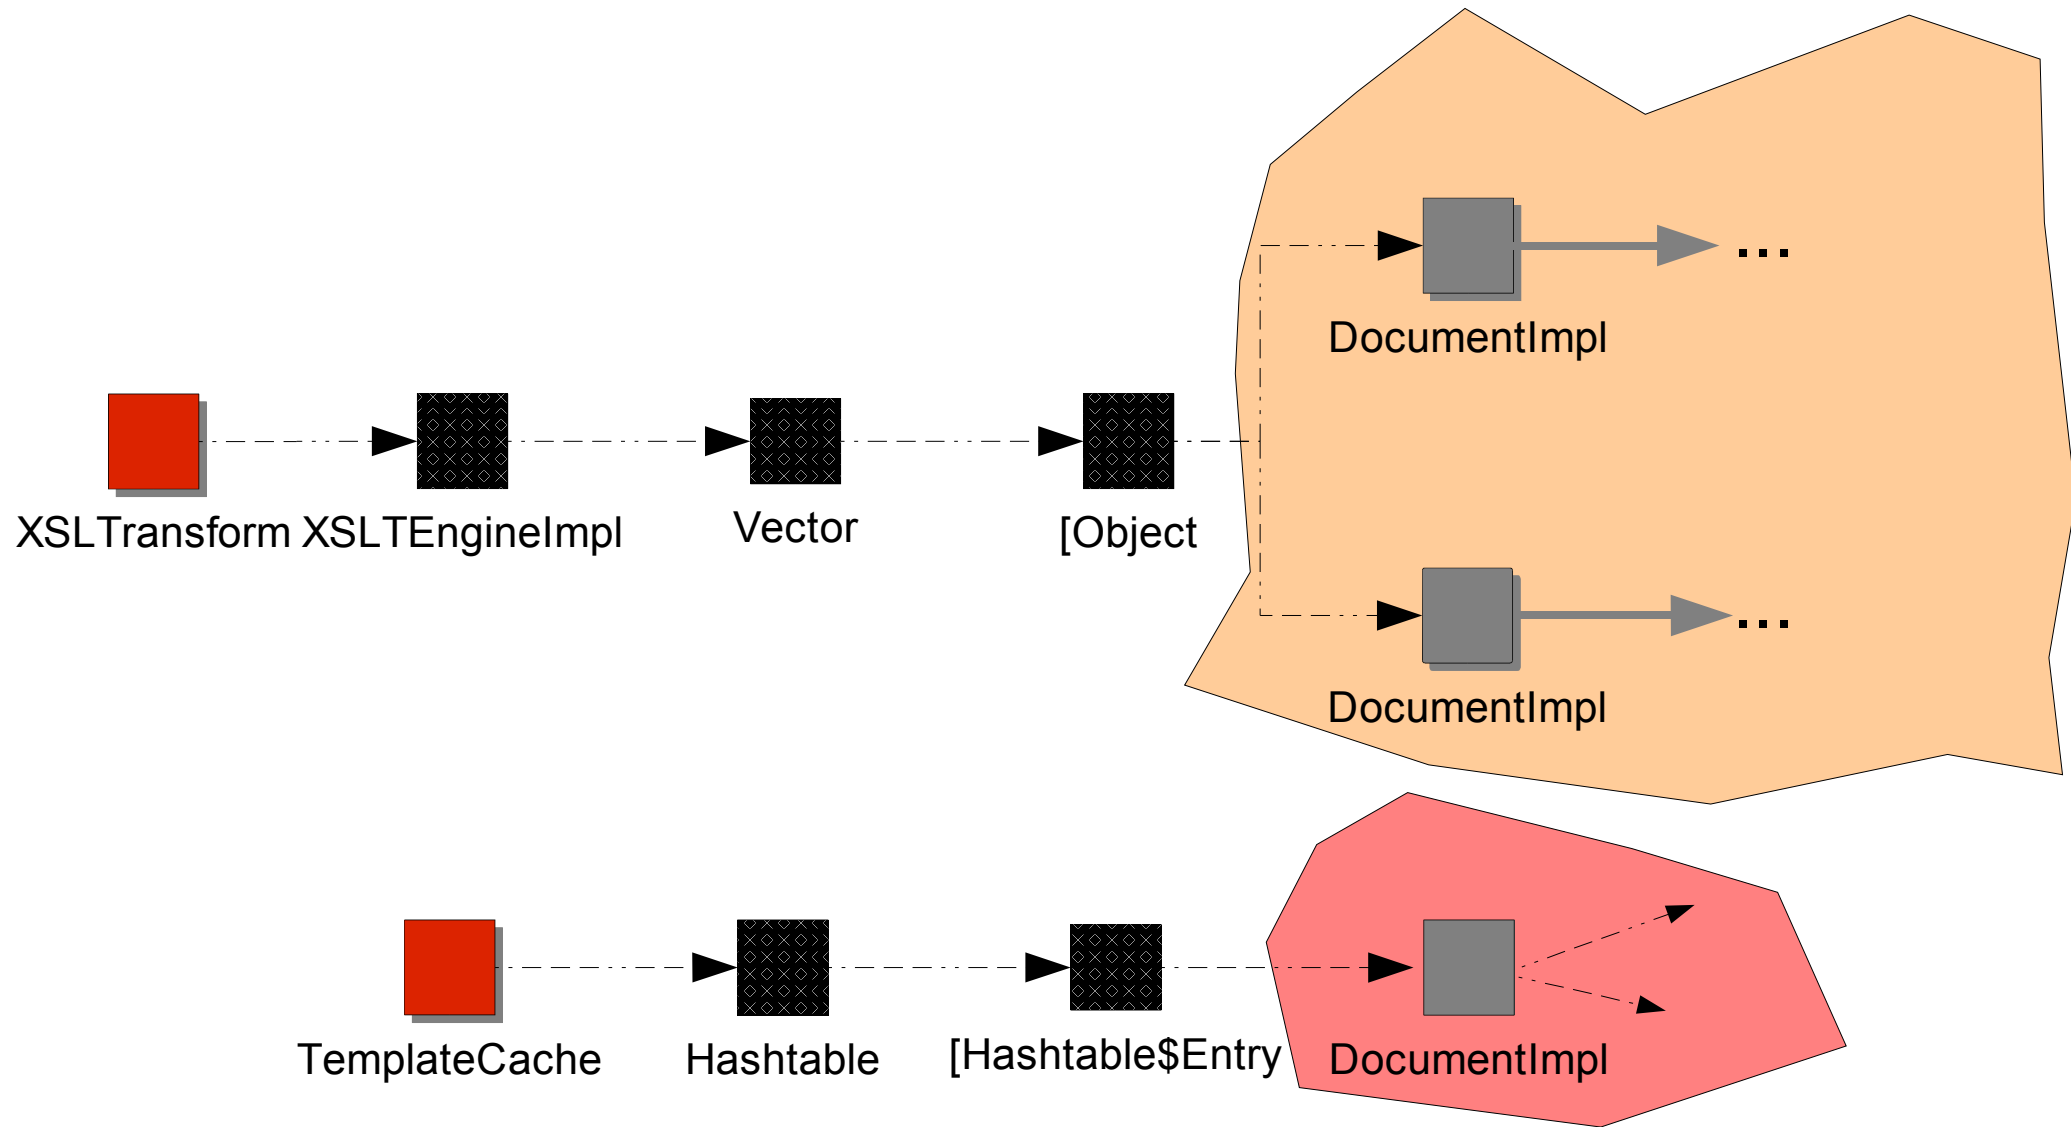 ...
DocumentImpl
XSLTransform XSLTEngineImpl Vector [Object
...
DocumentImpl
TemplateCache Hashtable [Hashtable$Entry DocumentImpl